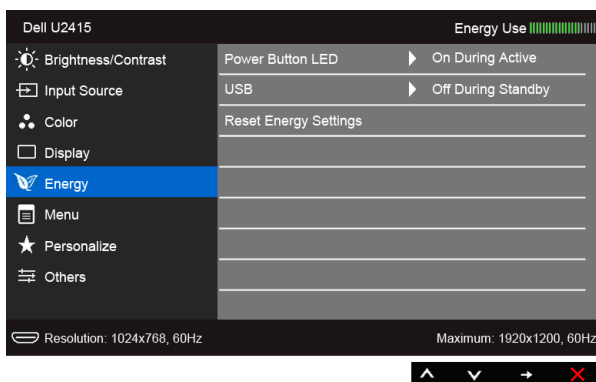 Dell U2415 Energy Use
Brightness/Contrast Power Button LED On During Active
Input Source USB Off During Standby
Color Reset Energy Settings
Display
Energy
Menu
Personalize
Others
Resolution: 1024x768, 60Hz Maximum: 1920x1200, 60Hz